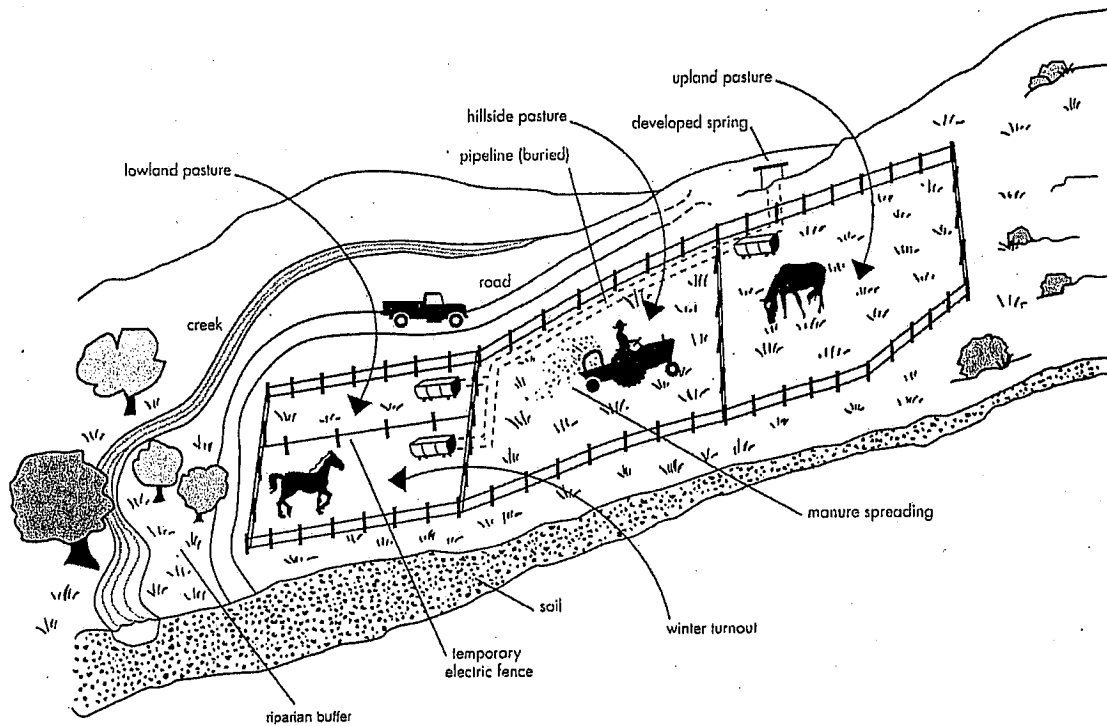 upland pasture
hillside pasture
developed spring
pipeline (buried)
lowland pasture
road
creek
manure spreading
soil
winter turnout
temporary
electric fence
riparian buffer